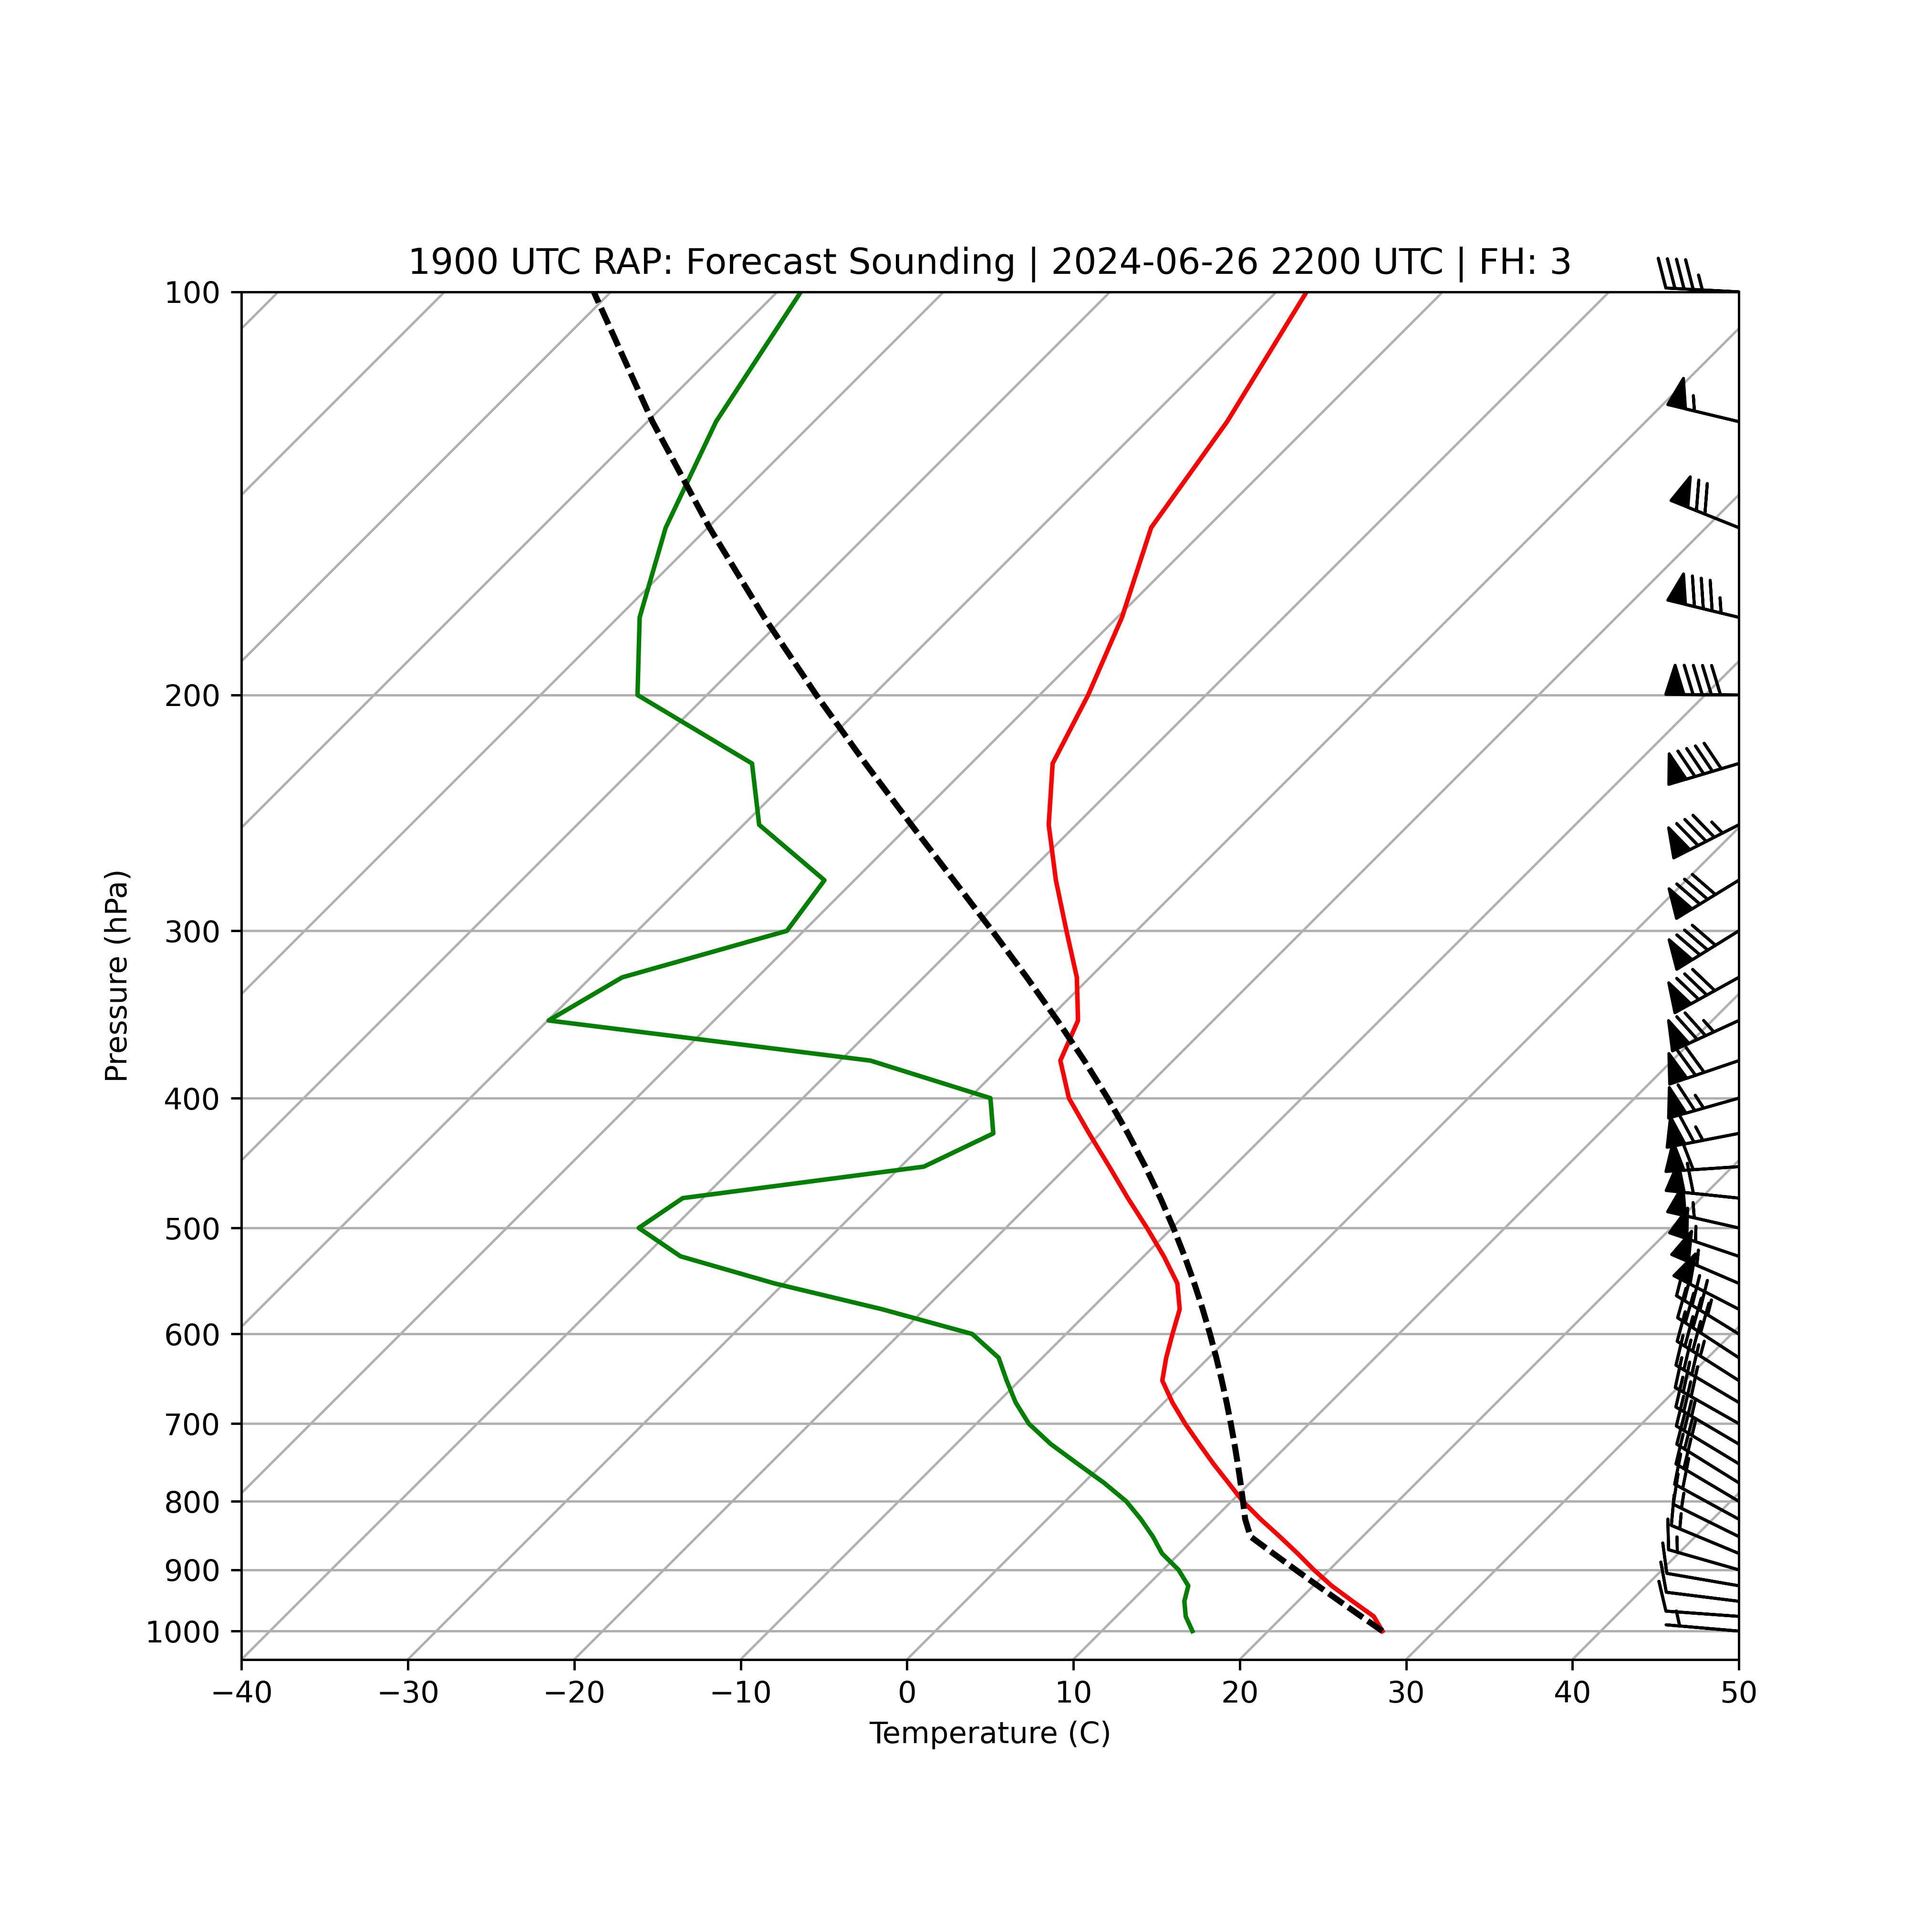 1900 UTC RAP: Forecast Sounding | 2024-06-26 2200 UTC | FH: 3
100
200
300
400
500
600
700
800
900
1000
Pressure (hPa)
−40 −30 −20 −10 0 10 20 30 40 50
Temperature (C)